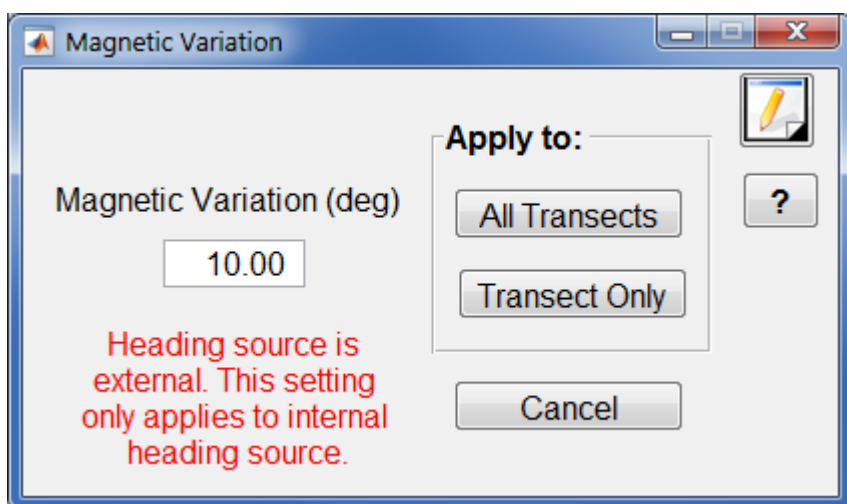 Magnetic Variation
Magnetic Variation (deg)
10.00
Heading source is
external. This setting
only applies to internal
heading source.
Apply to:
All Transects
Transect Only
Cancel
?